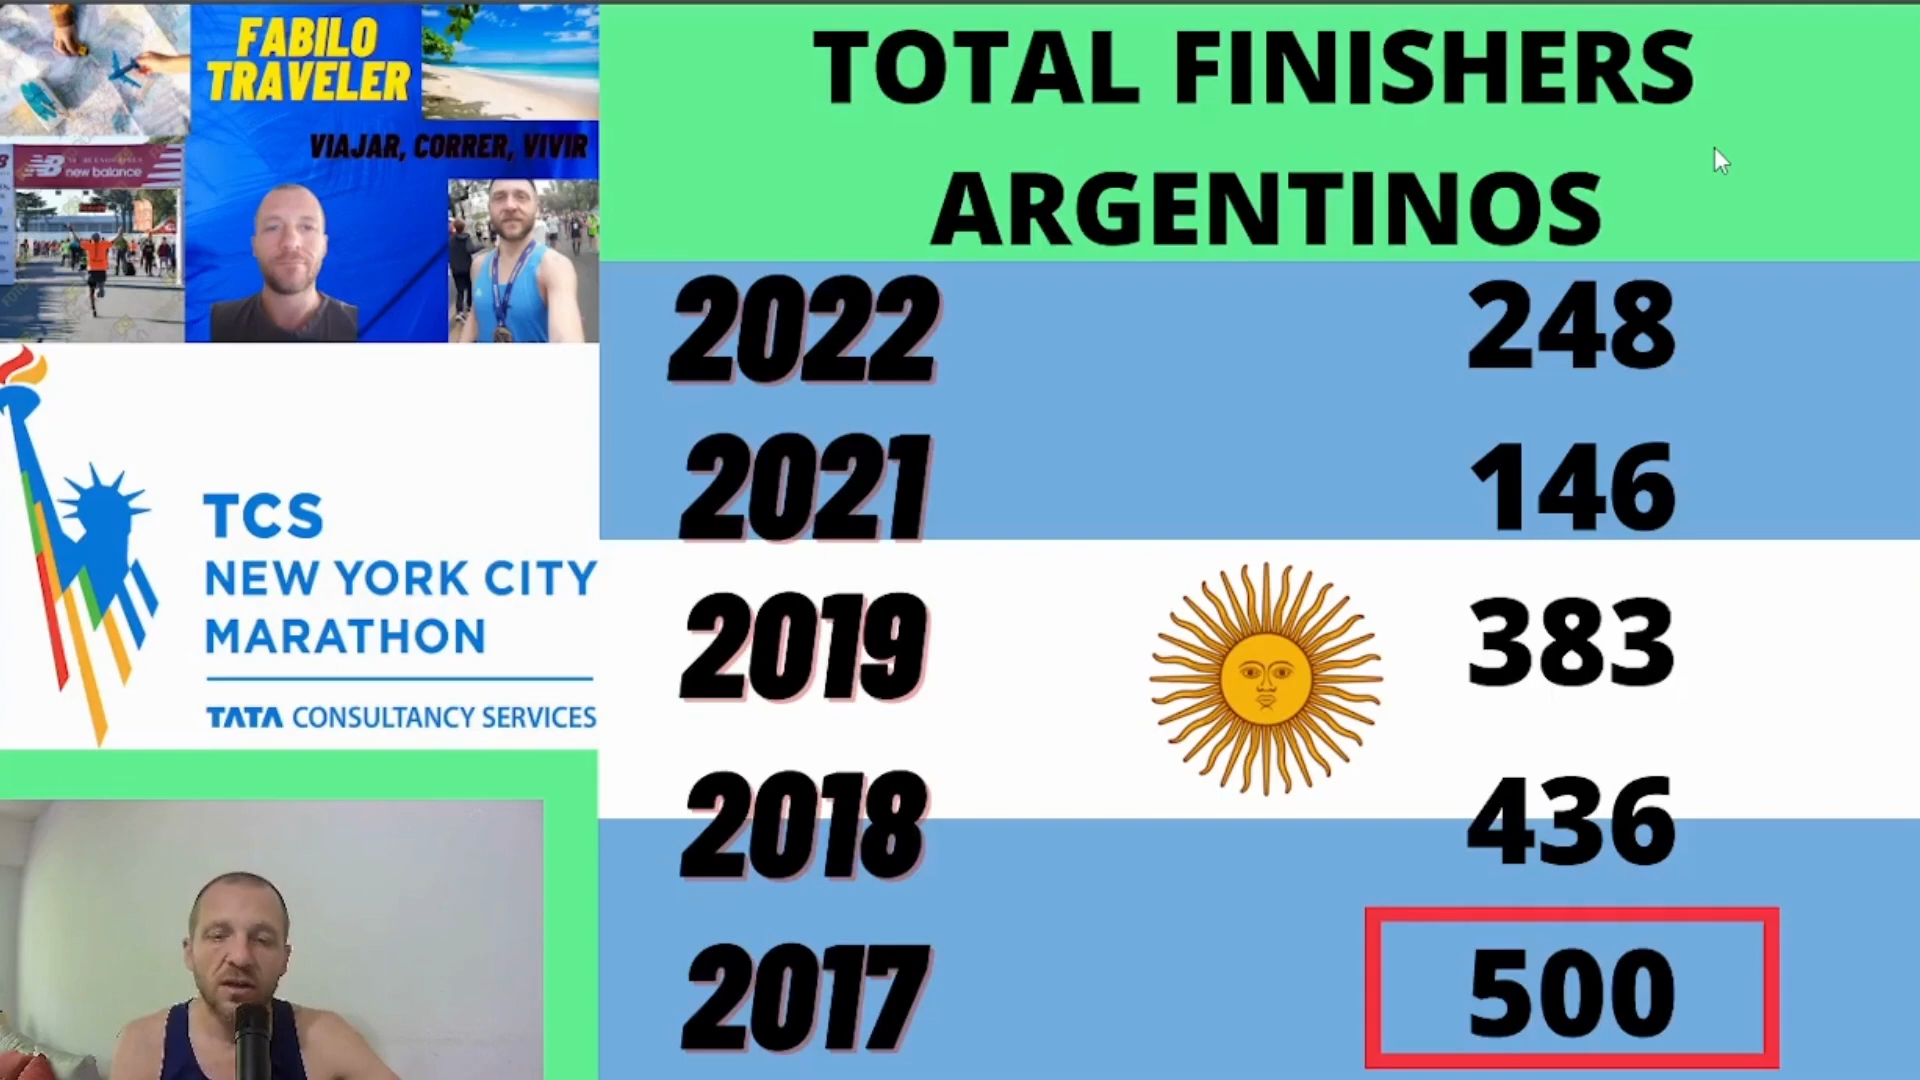 FABILO
TRAVELER
VIAJAR, CORRER, VIVIR
new balance
TCS
NEW YORK CITY
MARATHON
TATA CONSULTANCY SERVICES
TOTAL FINISHERS
ARGENTINOS
2022 248
2021 146
2019 383
2018 436
2017 500